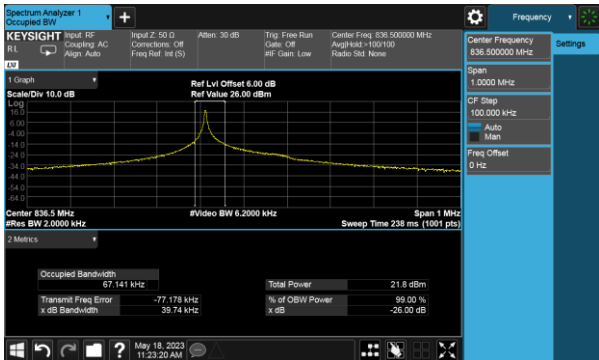 Spectrum Analyzer 1
Occupied BW
+
Frequency
KEYSIGHT
R L
LXI
Input: RF
Coupling: AC
Align: Auto
Input Z: 50 Ω
Corrections: Off
Freq Ref: Int (S)
Atten: 30 dB
Trig: Free Run
Gate: Off
#IF Gain: Low
Center Freq: 836.500000 MHz
Avg|Hold:>100/100
Radio Std: None
Center Frequency
836.500000 MHz
Settings
Span
1.0000 MHz
CF Step
100.000 kHz
Auto
Man
Freq Offset
0 Hz
1 Graph
Scale/Div 10.0 dB
Ref Lvl Offset 6.00 dB
Ref Value 26.00 dBm
Log
16.0
6.00
-4.00
-14.0
-24.0
-34.0
-44.0
-54.0
-64.0
Center 836.5 MHz
#Res BW 2.0000 kHz
#Video BW 6.2000 kHz
Span 1 MHz
Sweep Time 238 ms (1001 pts)
2 Metrics
Occupied Bandwidth
67.141 kHz
Total Power 21.8 dBm
Transmit Freq Error -77.178 kHz
% of OBW Power 99.00 %
x dB Bandwidth 39.74 kHz
x dB -26.00 dB
?
May 18, 2023
11:23:20 AM